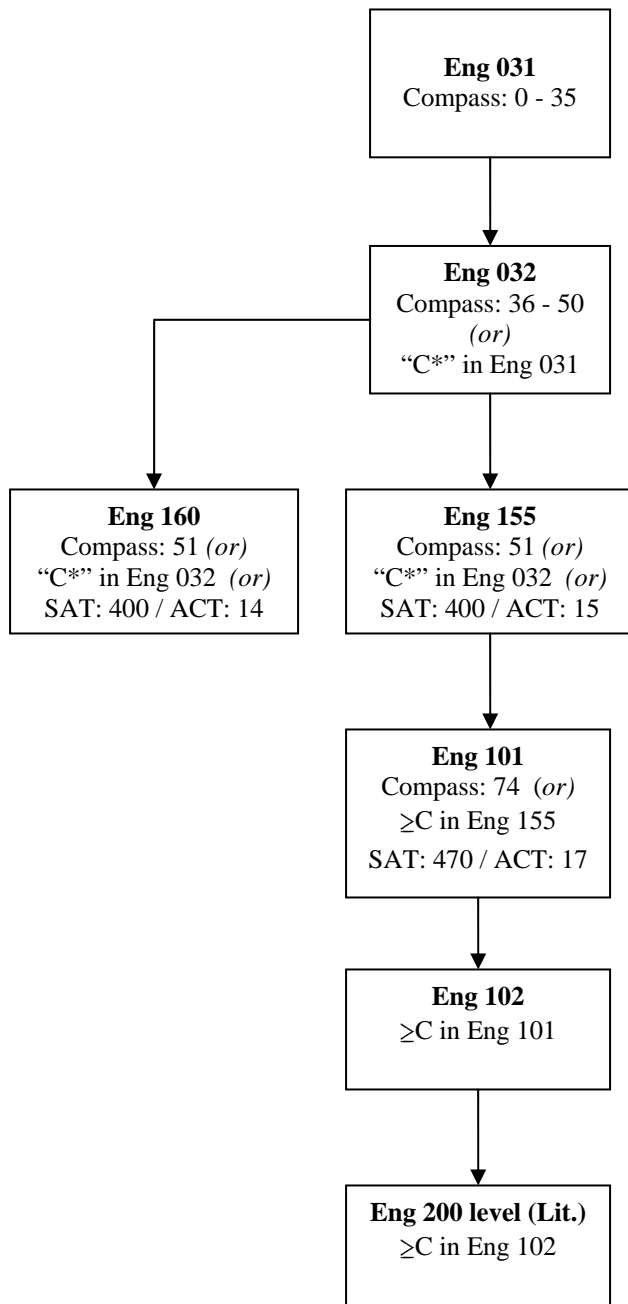 Eng 031
Compass: 0 - 35
Eng 032
Compass: 36 - 50
(or)
“C*” in Eng 031
Eng 160
Compass: 51 (or)
“C*” in Eng 032 (or)
SAT: 400 / ACT: 14
Eng 155
Compass: 51 (or)
“C*” in Eng 032 (or)
SAT: 400 / ACT: 15
Eng 101
Compass: 74 (or)
≥C in Eng 155
SAT: 470 / ACT: 17
Eng 102
≥C in Eng 101
Eng 200 level (Lit.)
≥C in Eng 102